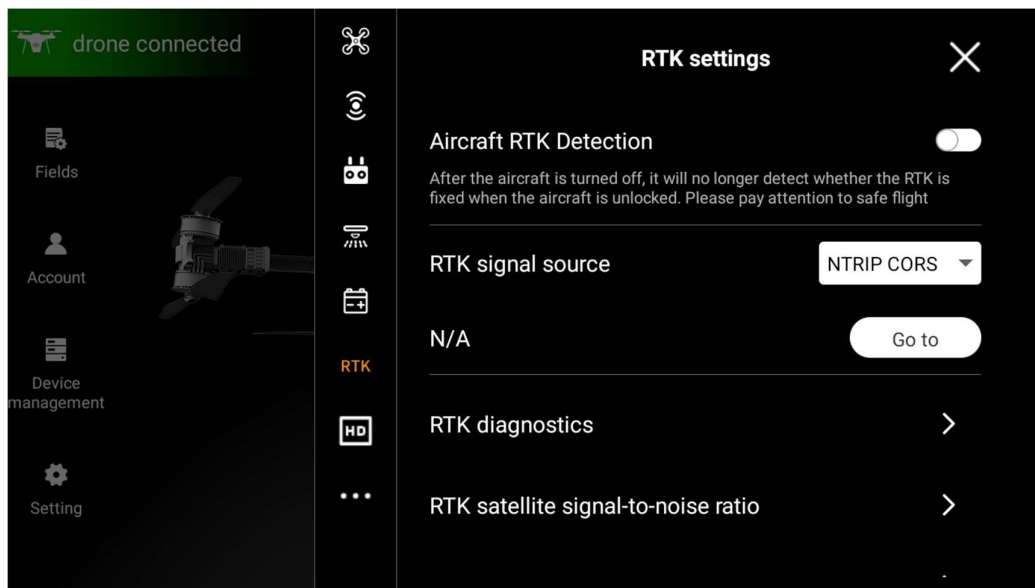 drone connected
Fields
Account
Device
management
Setting
RTK
HD
RTK settings
Aircraft RTK Detection
After the aircraft is turned off, it will no longer detect whether the RTK is
fixed when the aircraft is unlocked. Please pay attention to safe flight
RTK signal source
NTRIP CORS
N/A
Go to
RTK diagnostics
RTK satellite signal-to-noise ratio